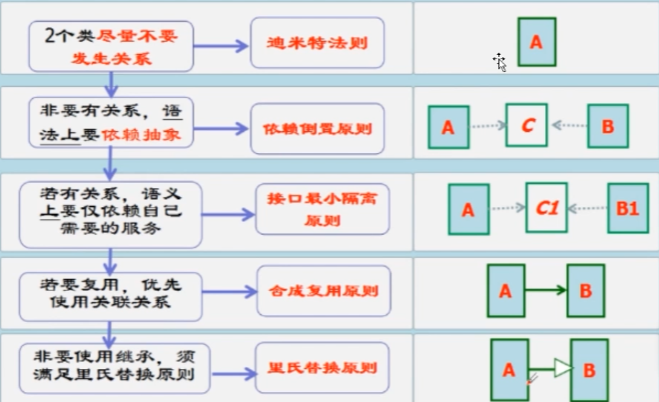 2个类尽量不要
发生关系
迪米特法则
A
非要有关系，语
法上要依赖抽象
依赖倒置原则
A
C
B
若有关系，语义
上要仅依赖自己
需要的服务
接口最小隔离
原则
A
C1
B1
若要复用，优先
使用关联关系
合成复用原则
A
B
非要使用继承，须
满足里氏替换原则
里氏替换原则
A
B